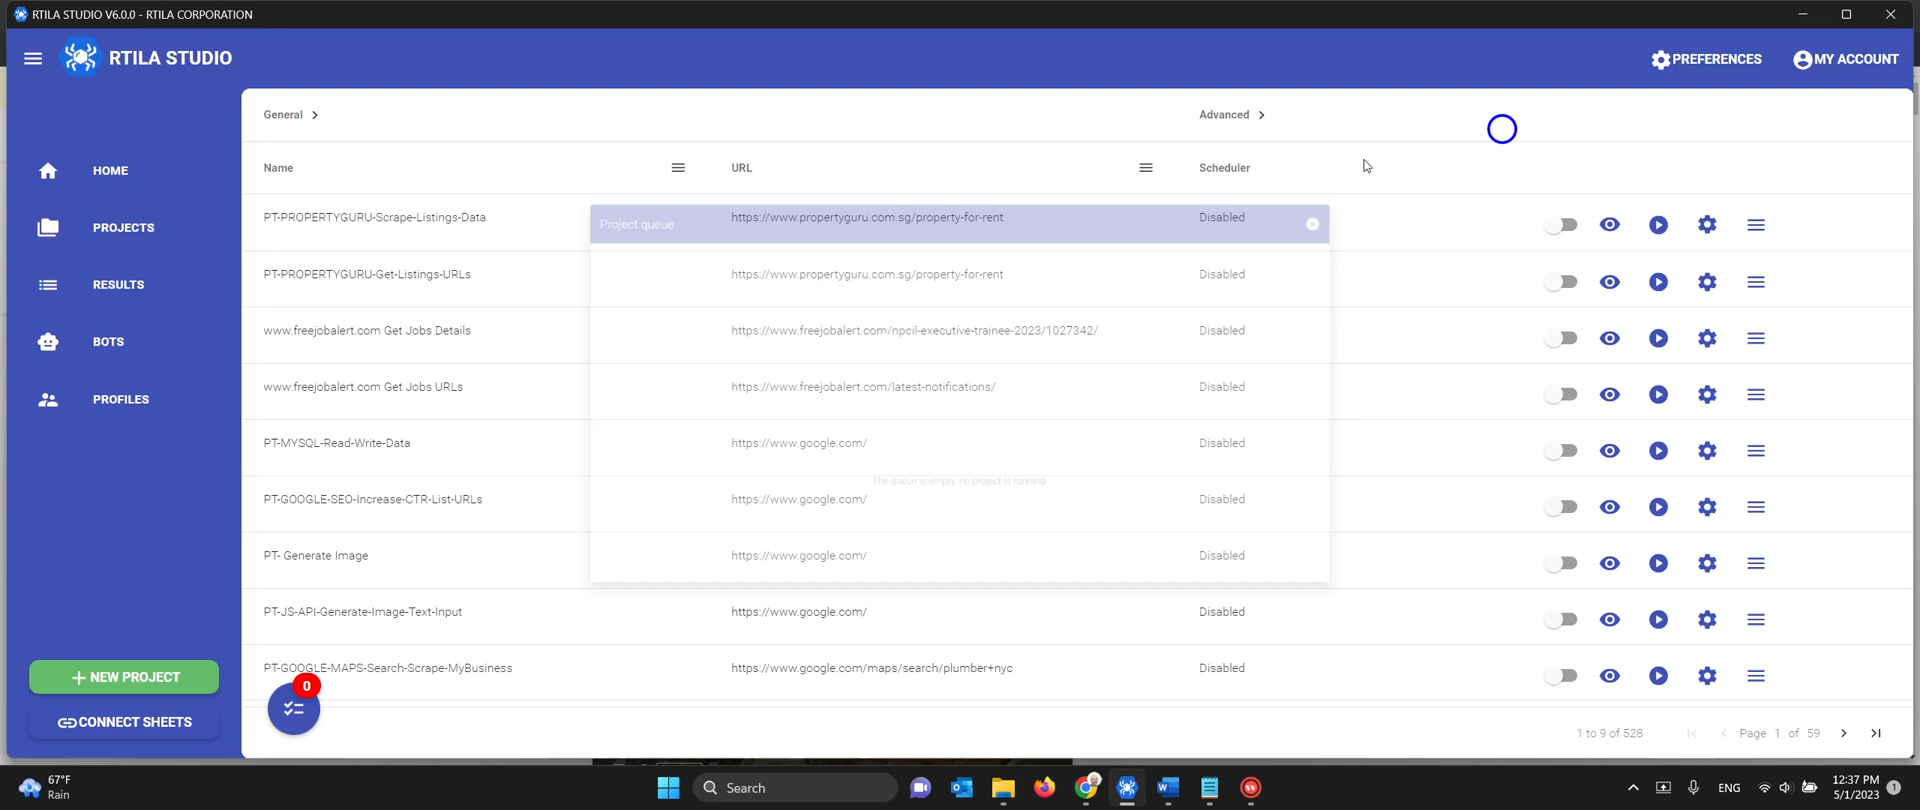 RTILA STUDIO V6.0.0 - RTILA CORPORATION
RTILA STUDIO
PREFERENCES
MY ACCOUNT
General
Advanced
Name
URL
Scheduler
HOME
PROJECTS
RESULTS
BOTS
PROFILES
PT-PROPERTYGURU-Scrape-Listings-Data
https://www.propertyguru.com.sg/property-for-rent
Disabled
Project queue
PT-PROPERTYGURU-Get-Listings-URLs
https://www.propertyguru.com.sg/property-for-rent
Disabled
www.freejobalert.com Get Jobs Details
https://www.freejobalert.com/npcil-executive-trainee-2023/1027342/
Disabled
www.freejobalert.com Get Jobs URLs
https://www.freejobalert.com/latest-notifications/
Disabled
PT-MYSQL-Read-Write-Data
https://www.google.com/
Disabled
The queue is empty, no project is running
PT-GOOGLE-SEO-Increase-CTR-List-URLs
https://www.google.com/
Disabled
PT- Generate Image
https://www.google.com/
Disabled
PT-JS-API-Generate-Image-Text-Input
https://www.google.com/
Disabled
PT-GOOGLE-MAPS-Search-Scrape-MyBusiness
https://www.google.com/maps/search/plumber+nyc
Disabled
NEW PROJECT
CONNECT SHEETS
0
1 to 9 of 528
Page 1 of 59
67°F
Rain
Search
ENG
12:37 PM
5/1/2023
1